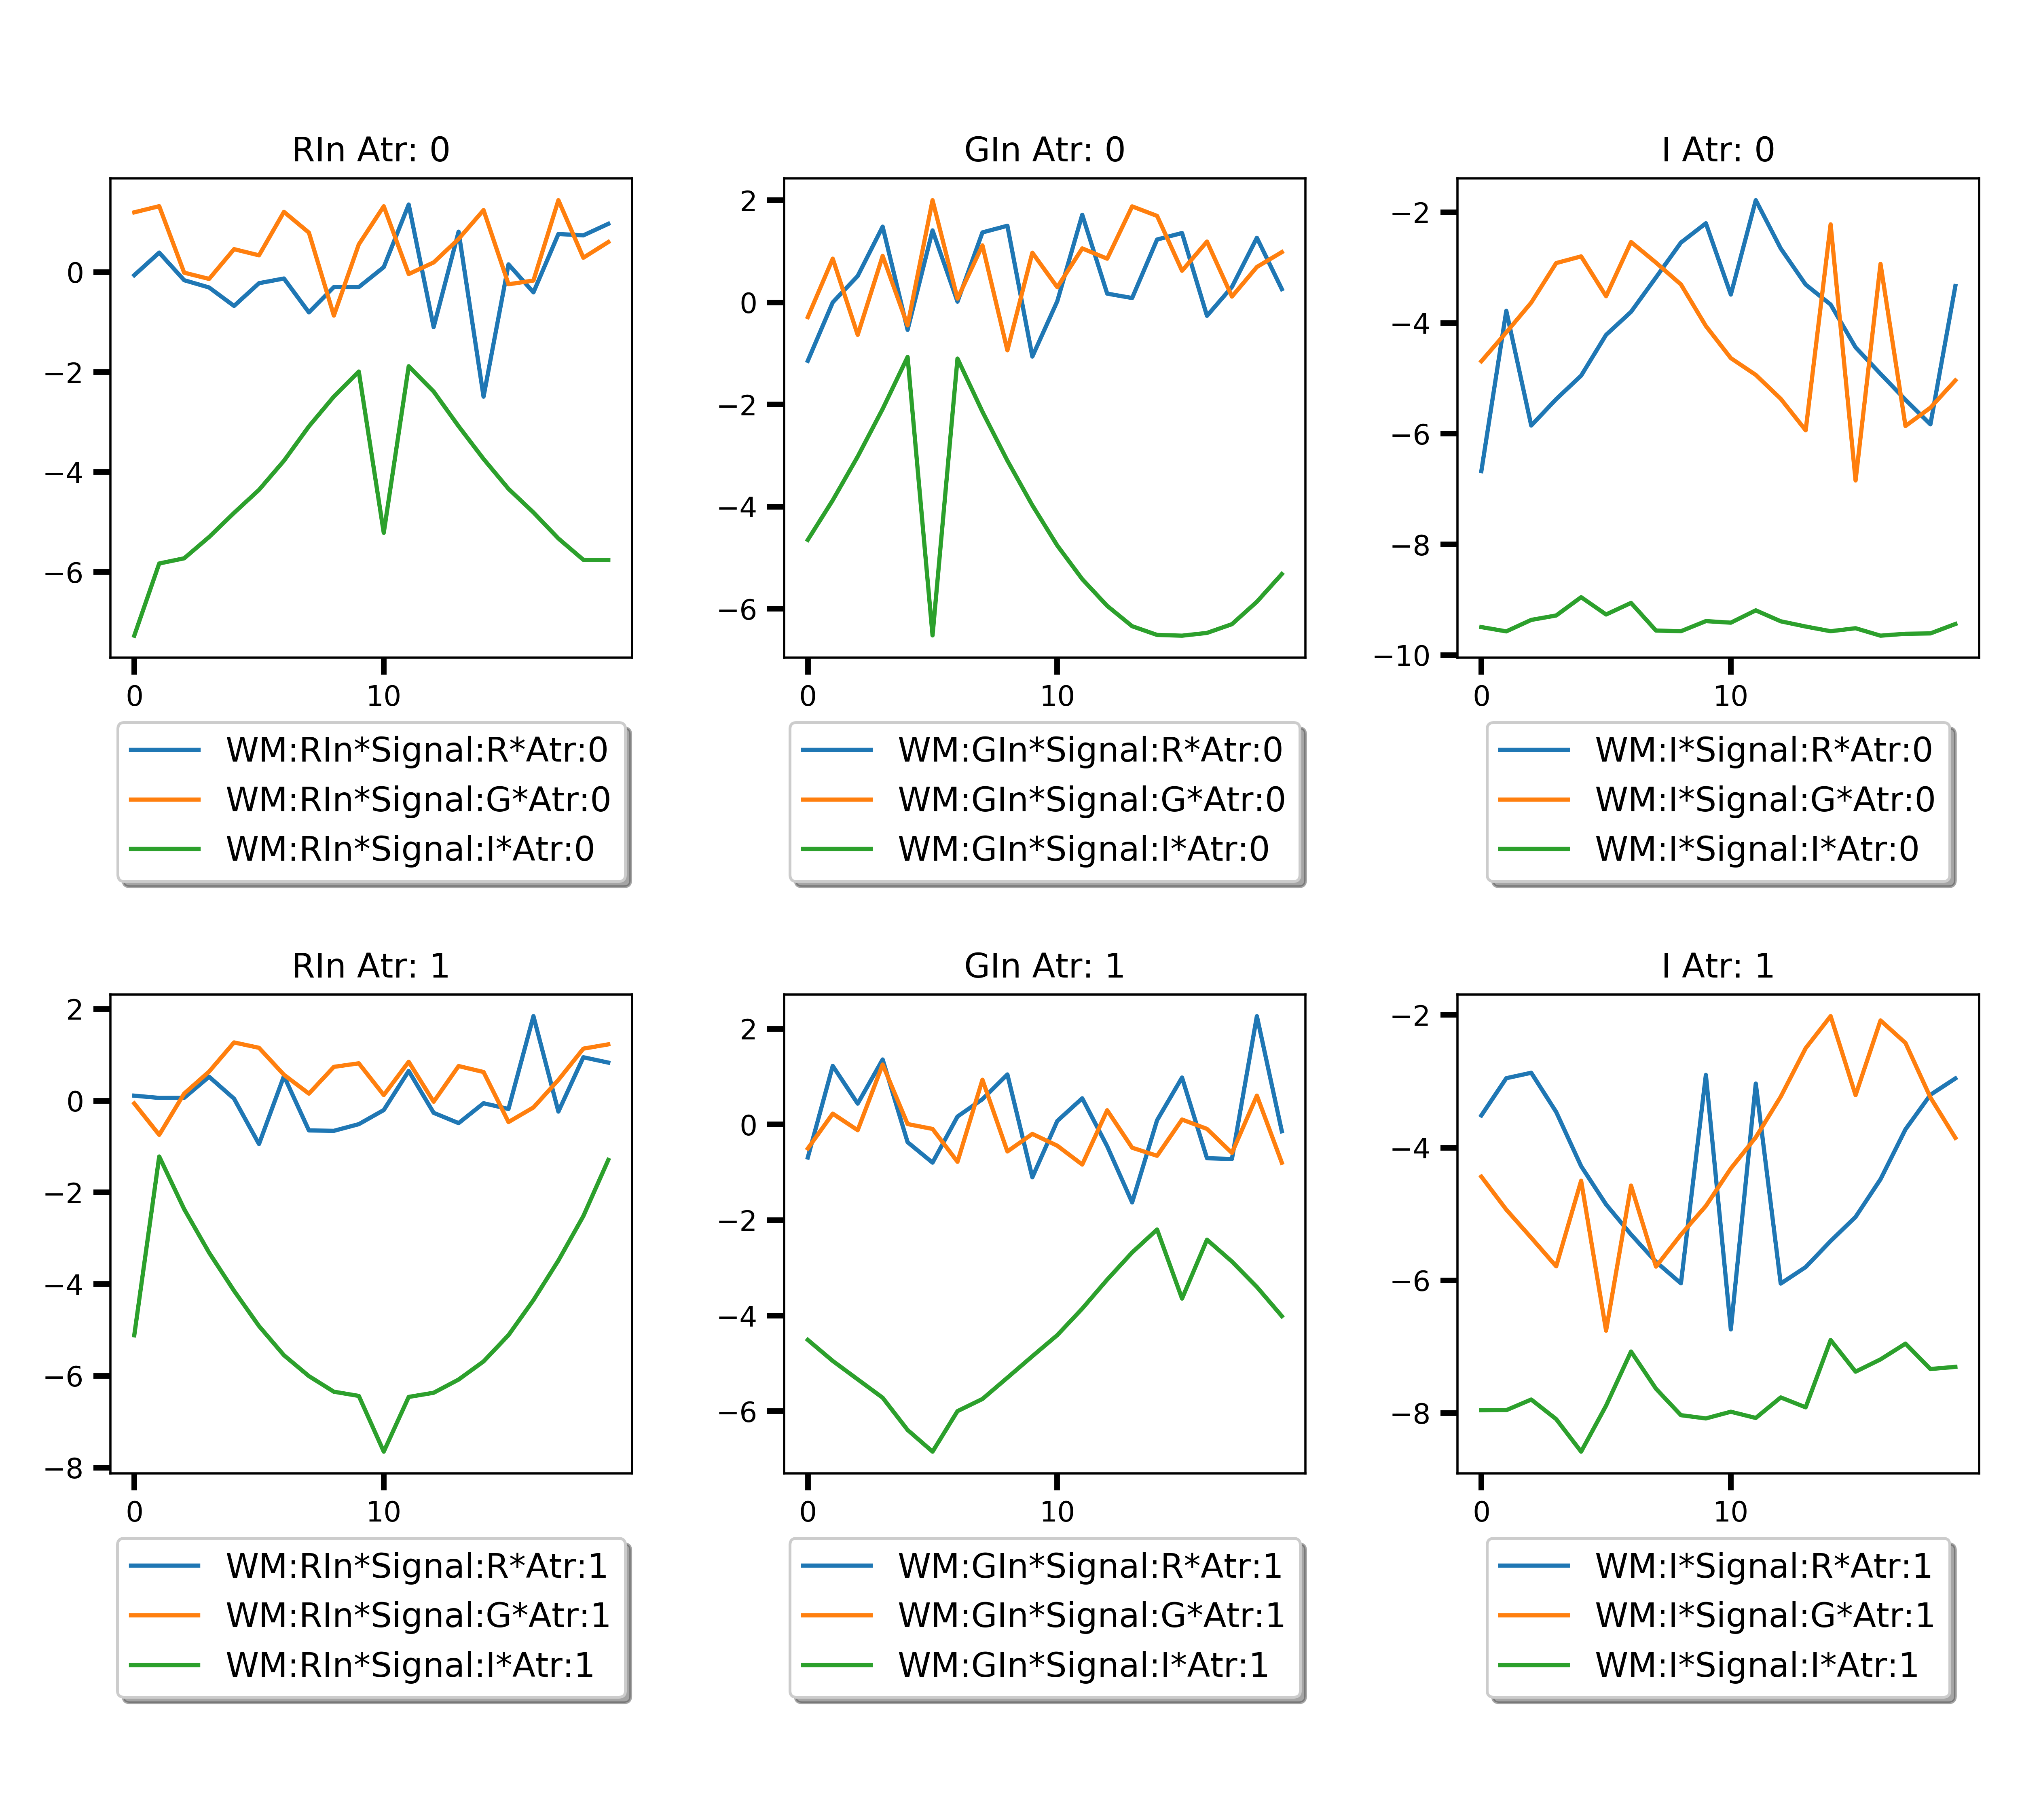 RIn Atr: 0
GIn Atr: 0
I Atr: 0
0
−2
−4
−6
0
10
2
0
−2
−4
−6
0
10
−2
−4
−6
−8
−10
0
10
WM:RIn*Signal:R*Atr:0
WM:RIn*Signal:G*Atr:0
WM:RIn*Signal:I*Atr:0
WM:GIn*Signal:R*Atr:0
WM:GIn*Signal:G*Atr:0
WM:GIn*Signal:I*Atr:0
WM:I*Signal:R*Atr:0
WM:I*Signal:G*Atr:0
WM:I*Signal:I*Atr:0
RIn Atr: 1
GIn Atr: 1
I Atr: 1
2
0
−2
−4
−6
−8
0
10
2
0
−2
−4
−6
0
10
−2
−4
−6
−8
0
10
WM:RIn*Signal:R*Atr:1
WM:RIn*Signal:G*Atr:1
WM:RIn*Signal:I*Atr:1
WM:GIn*Signal:R*Atr:1
WM:GIn*Signal:G*Atr:1
WM:GIn*Signal:I*Atr:1
WM:I*Signal:R*Atr:1
WM:I*Signal:G*Atr:1
WM:I*Signal:I*Atr:1